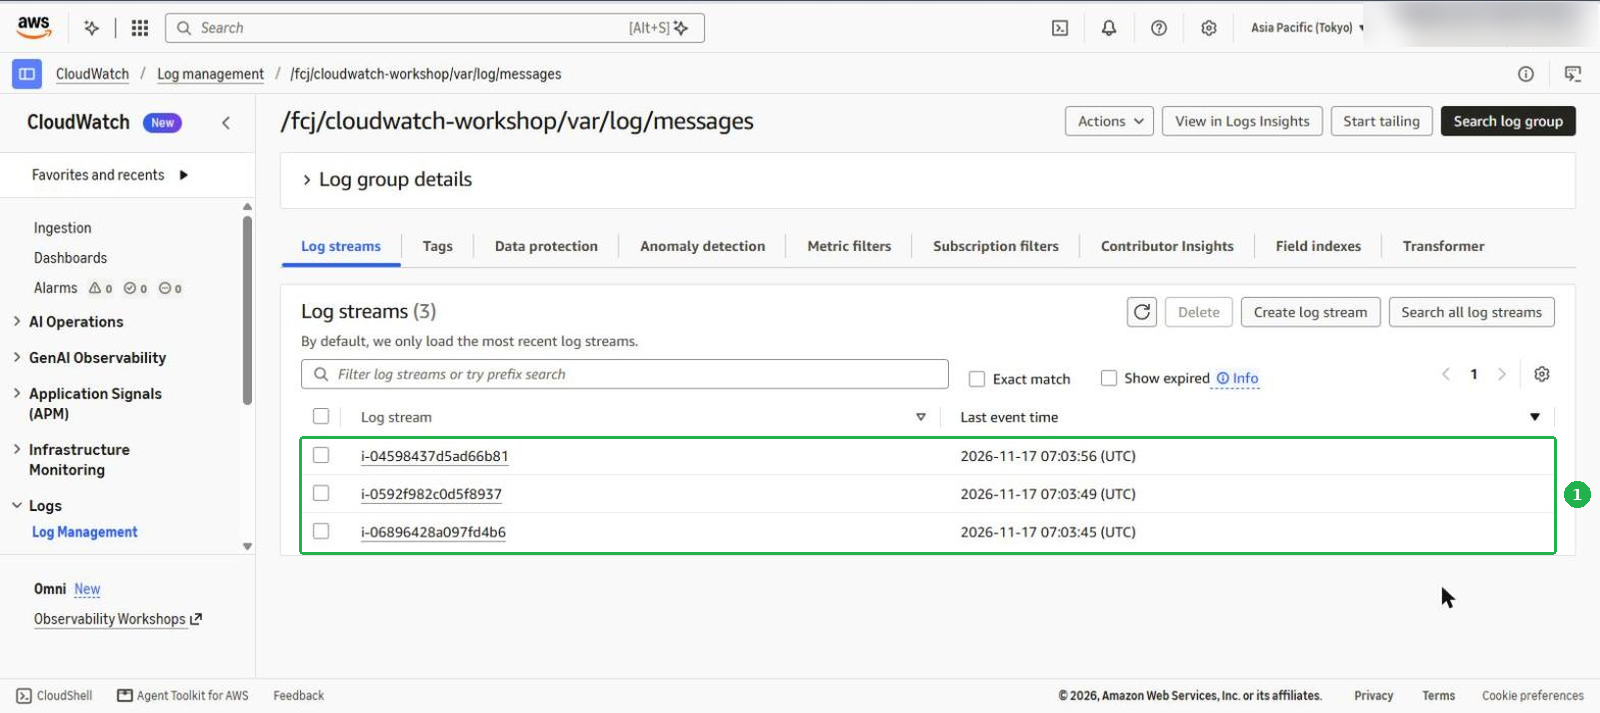 aws
Search [Alt+S]
Asia Pacific (Tokyo)
CloudWatch / Log management / /fcj/cloudwatch-workshop/var/log/messages
CloudWatch New
Favorites and recents
Ingestion
Dashboards
Alarms 0 0 0
AI Operations
GenAI Observability
Application Signals
(APM)
Infrastructure
Monitoring
Logs
Log Management
Omni New
Observability Workshops
/fcj/cloudwatch-workshop/var/log/messages
Actions View in Logs Insights Start tailing Search log group
Log group details
Log streams Tags Data protection Anomaly detection Metric filters Subscription filters Contributor Insights Field indexes Transformer
Log streams (3)
Delete Create log stream Search all log streams
By default, we only load the most recent log streams.
Filter log streams or try prefix search
Exact match Show expired Info
1
Log stream Last event time
i-04598437d5ad66b81 2026-11-17 07:03:56 (UTC)
i-0592f982c0d5f8937 2026-11-17 07:03:49 (UTC)
i-06896428a097fd4b6 2026-11-17 07:03:45 (UTC)
1
CloudShell Agent Toolkit for AWS Feedback
© 2026, Amazon Web Services, Inc. or its affiliates. Privacy Terms Cookie preferences